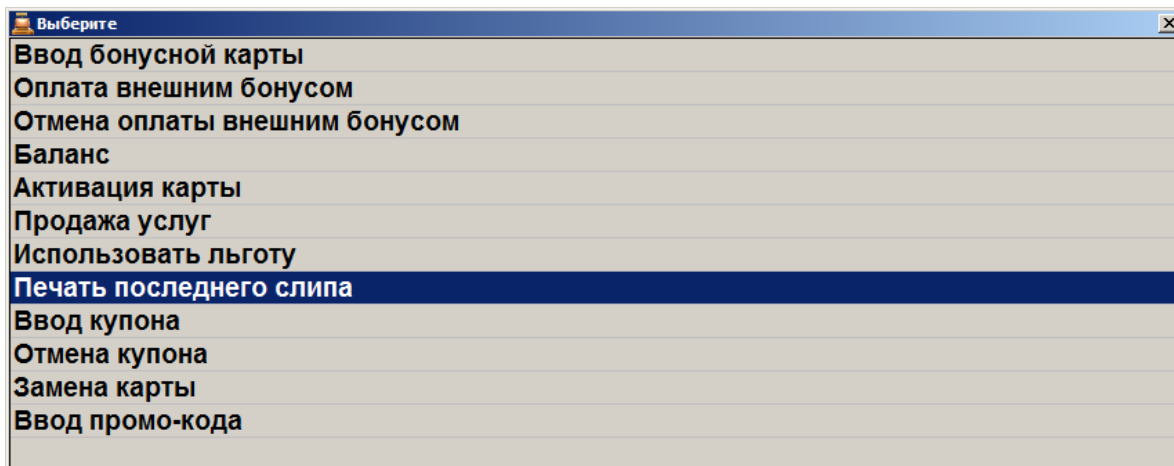 Выберите
Ввод бонусной карты
Оплата внешним бонусом
Отмена оплаты внешним бонусом
Баланс
Активация карты
Продажа услуг
Использовать льготу
Печать последнего слипа
Ввод купона
Отмена купона
Замена карты
Ввод промо-кода